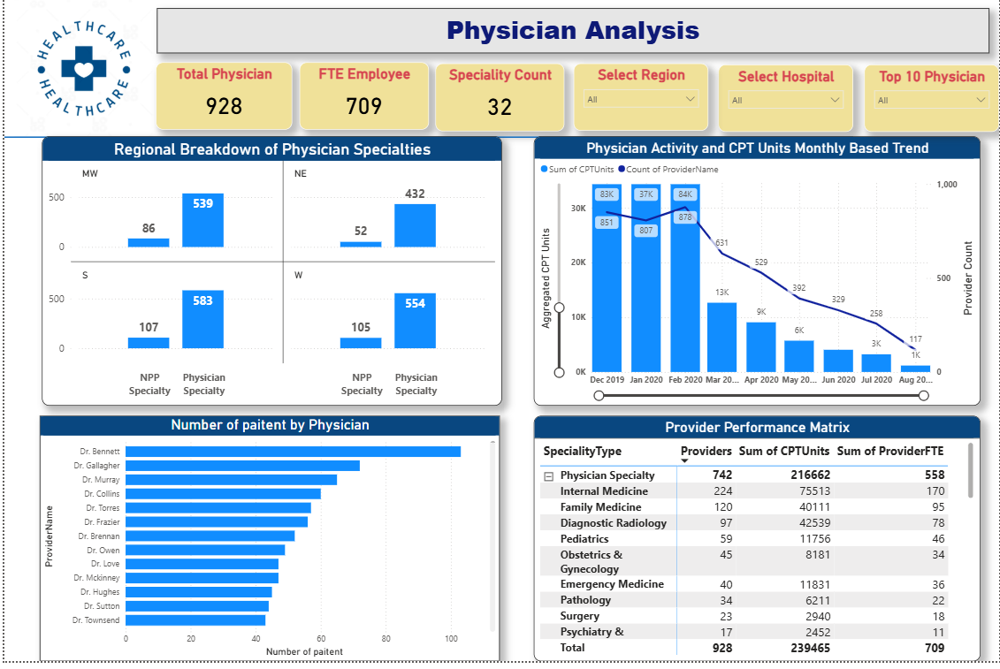 HEALTHCARE
HEALTHCARE
Physician Analysis
Total Physician
928
FTE Employee
709
Speciality Count
32
Select Region
All
Select Hospital
All
Top 10 Physician
All
Regional Breakdown of Physician Specialties
MW
NE
500
0
86
539
52
432
S
W
500
0
107
583
105
554
NPP Specialty
Physician Specialty
NPP Specialty
Physician Specialty
Physician Activity and CPT Units Monthly Based Trend
Sum of CPTUnits
Count of ProviderName
Aggregated CPT Units
30K
20K
10K
0K
83K
37K
84K
851
807
878
631
529
392
329
258
117
13K
9K
6K
3K
1K
1,000
500
0
Provider Count
Dec 2019
Jan 2020
Feb 2020
Mar 20...
Apr 2020
May 20...
Jun 2020
Jul 2020
Aug 20...
Number of paitent by Physician
ProviderName
Dr. Bennett
Dr. Gallagher
Dr. Murray
Dr. Collins
Dr. Torres
Dr. Frazier
Dr. Brennan
Dr. Owen
Dr. Love
Dr. Mckinney
Dr. Hughes
Dr. Sutton
Dr. Townsend
0 20 40 60 80 100
Number of paitent
Provider Performance Matrix
SpecialityType Providers Sum of CPTUnits Sum of ProviderFTE
Physician Specialty 742 216662 558
Internal Medicine 224 75513 170
Family Medicine 120 40111 95
Diagnostic Radiology 97 42539 78
Pediatrics 59 11756 46
Obstetrics & 45 8181 34
Gynecology
Emergency Medicine 40 11831 36
Pathology 34 6211 22
Surgery 23 2940 18
Psychiatry & 17 2452 11
Total 928 239465 709